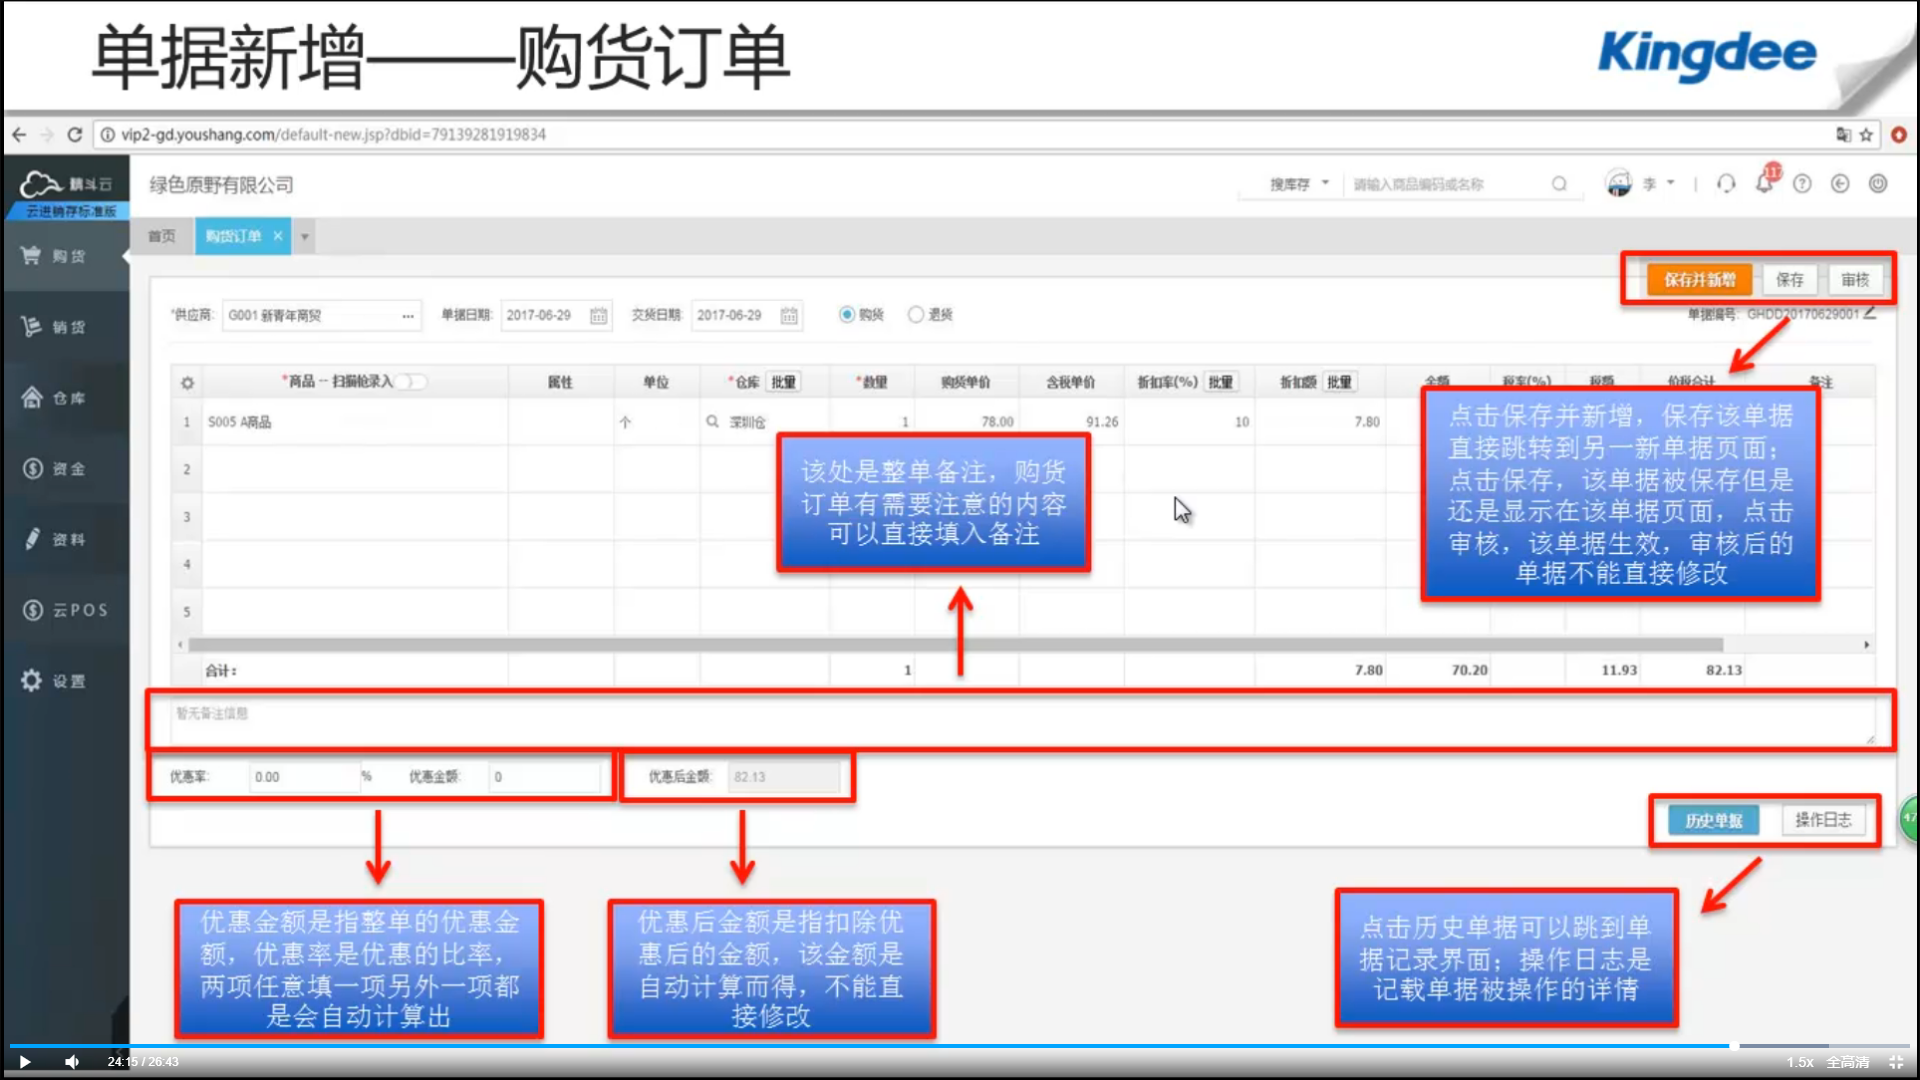 单据新增——购货订单
Kingdee
vip2-gd.youshang.com/default-new.jsp?dbid=79139281919834
精斗云
云进销存标准版
绿色原野有限公司
搜库存
请输入商品编码或名称
李
117
购货
销货
仓库
资金
资料
云POS
设置
首页
购货订单
保存并新增 保存 审核
*供应商: G001 新青年商贸 ... 单据日期: 2017-06-29 交货日期: 2017-06-29 购货 退货
单据编号: GHDD20170629001
*商品 -- 扫描枪录入 属性 单位 *仓库 批量 *数量 购货单价 含税单价 折扣率(%) 批量 折扣额 批量 金额 税率(%) 税额 价税合计 备注
1 S005 A商品 个 深圳仓 1 78.00 91.26 10 7.80
2
3
4
5
该处是整单备注，购货
订单有需要注意的内容
可以直接填入备注
点击保存并新增，保存该单据
直接跳转到另一新单据页面；
点击保存，该单据被保存但是
还是显示在该单据页面，点击
审核，该单据生效，审核后的
单据不能直接修改
合计: 1 7.80 70.20 11.93 82.13
暂无备注信息
优惠率: 0.00 % 优惠金额: 0 优惠后金额: 82.13
历史单据 操作日志
47
优惠金额是指整单的优惠金
额，优惠率是优惠的比率，
两项任意填一项另外一项都
是会自动计算出
优惠后金额是指扣除优
惠后的金额，该金额是
自动计算而得，不能直
接修改
点击历史单据可以跳到单
据记录界面；操作日志是
记载单据被操作的详情
24:15 / 26:43
1.5x 全高清